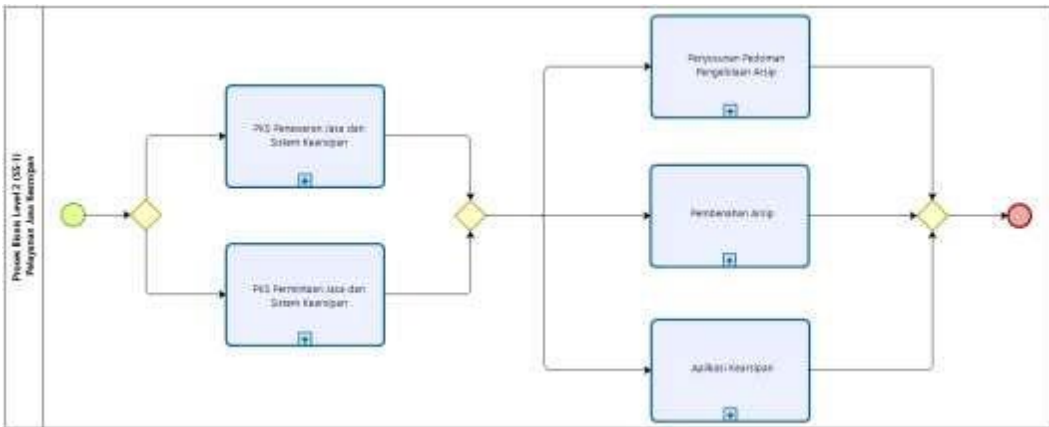 Proses Bisnis Level 2 (SS-1)
Pelayanan Jasa Kearsipan
PKS Penawaran Jasa dan
Sistem Kearsipan
PKS Permintaan Jasa dan
Sistem Kearsipan
Penyusunan Pedoman
Pengelolaan Arsip
Pembenahan Arsip
Aplikasi Kearsipan